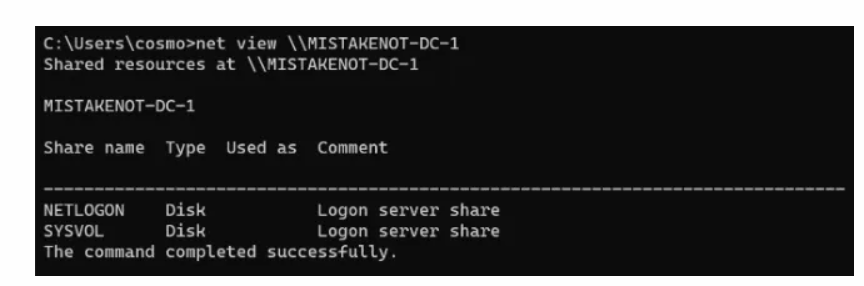 C:\Users\cosmo>net view \\MISTAKENOT-DC-1
Shared resources at \\MISTAKENOT-DC-1
MISTAKENOT-DC-1
Share name  Type  Used as  Comment
-------------------------------------------------------------------------------
NETLOGON    Disk           Logon server share
SYSVOL      Disk           Logon server share
The command completed successfully.